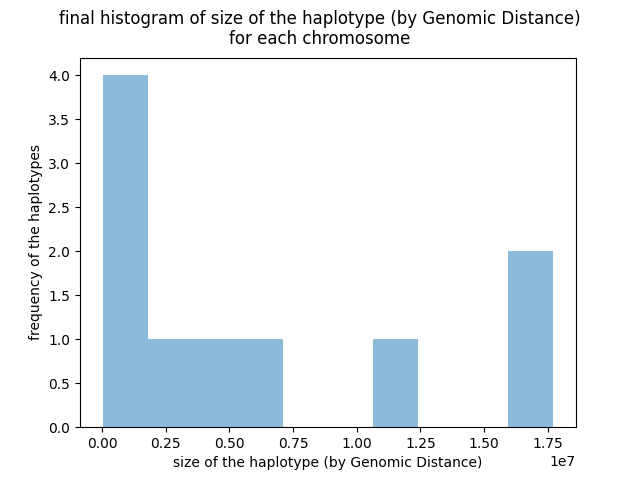 final histogram of size of the haplotype (by Genomic Distance)
for each chromosome
frequency of the haplotypes
4.0
3.5
3.0
2.5
2.0
1.5
1.0
0.5
0.0
0.00 0.25 0.50 0.75 1.00 1.25 1.50 1.75
1e7
size of the haplotype (by Genomic Distance)